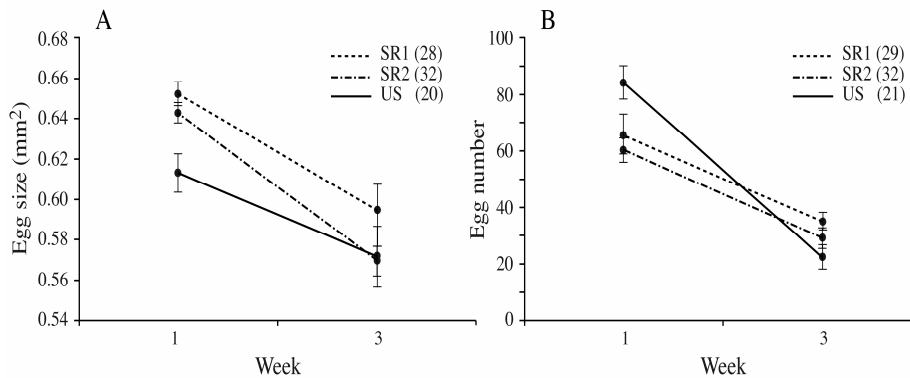 A
Egg size (mm²)
0.68
0.66
0.64
0.62
0.60
0.58
0.56
0.54
SR1 (28)
SR2 (32)
US (20)
1 3
Week
B
Egg number
100
80
60
40
20
0
SR1 (29)
SR2 (32)
US (21)
1 3
Week